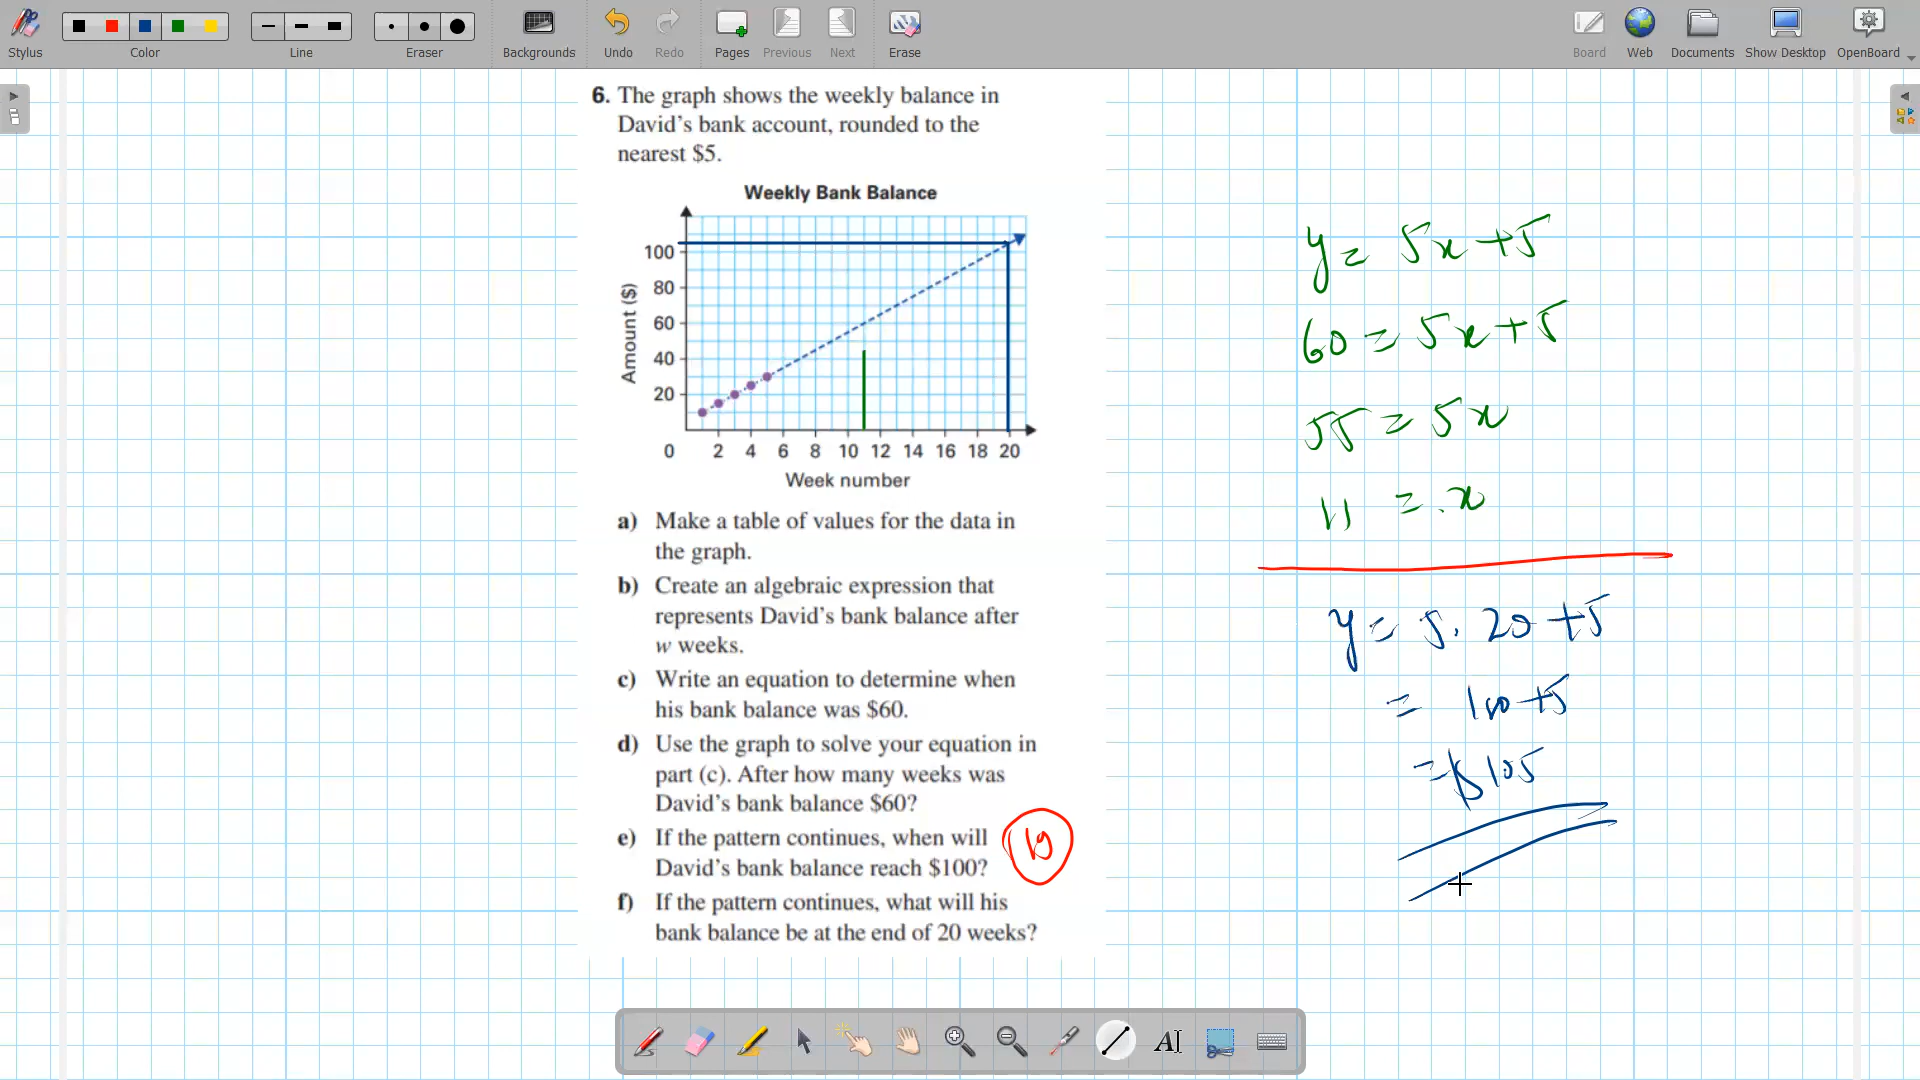 Stylus
Color
Line
Eraser
Backgrounds
Undo
Redo
Pages
Previous
Next
Erase
Board
Web
Documents
Show Desktop
OpenBoard
6. The graph shows the weekly balance in
David's bank account, rounded to the
nearest $5.
Weekly Bank Balance
Amount ($)
100
80
60
40
20
0 2 4 6 8 10 12 14 16 18 20
Week number
a) Make a table of values for the data in
the graph.
b) Create an algebraic expression that
represents David's bank balance after
w weeks.
c) Write an equation to determine when
his bank balance was $60.
d) Use the graph to solve your equation in
part (c). After how many weeks was
David's bank balance $60?
e) If the pattern continues, when will
David's bank balance reach $100?
19
f) If the pattern continues, what will his
bank balance be at the end of 20 weeks?
y = 5x+5
60 = 5x+5
55 = 5x
11 = x
y = 5. 20 +5
= 100+5
= $105
AI